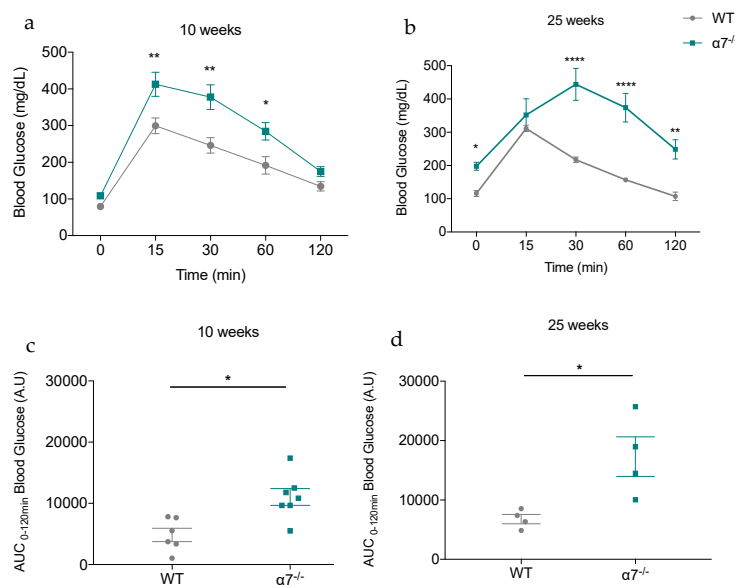 a
10 weeks
Blood Glucose (mg/dL)
500
400
300
200
100
0
**
**
*
0 15 30 60 120
Time (min)
b
25 weeks
WT
α7-/-
Blood Glucose (mg/dL)
500
400
300
200
100
0
*
****
****
**
0 15 30 60 120
Time (min)
c
10 weeks
AUC 0-120min Blood Glucose (A.U)
30000
20000
10000
0
*
WT α7-/-
d
25 weeks
AUC 0-120min Blood Glucose (A.U)
30000
20000
10000
0
*
WT α7-/-